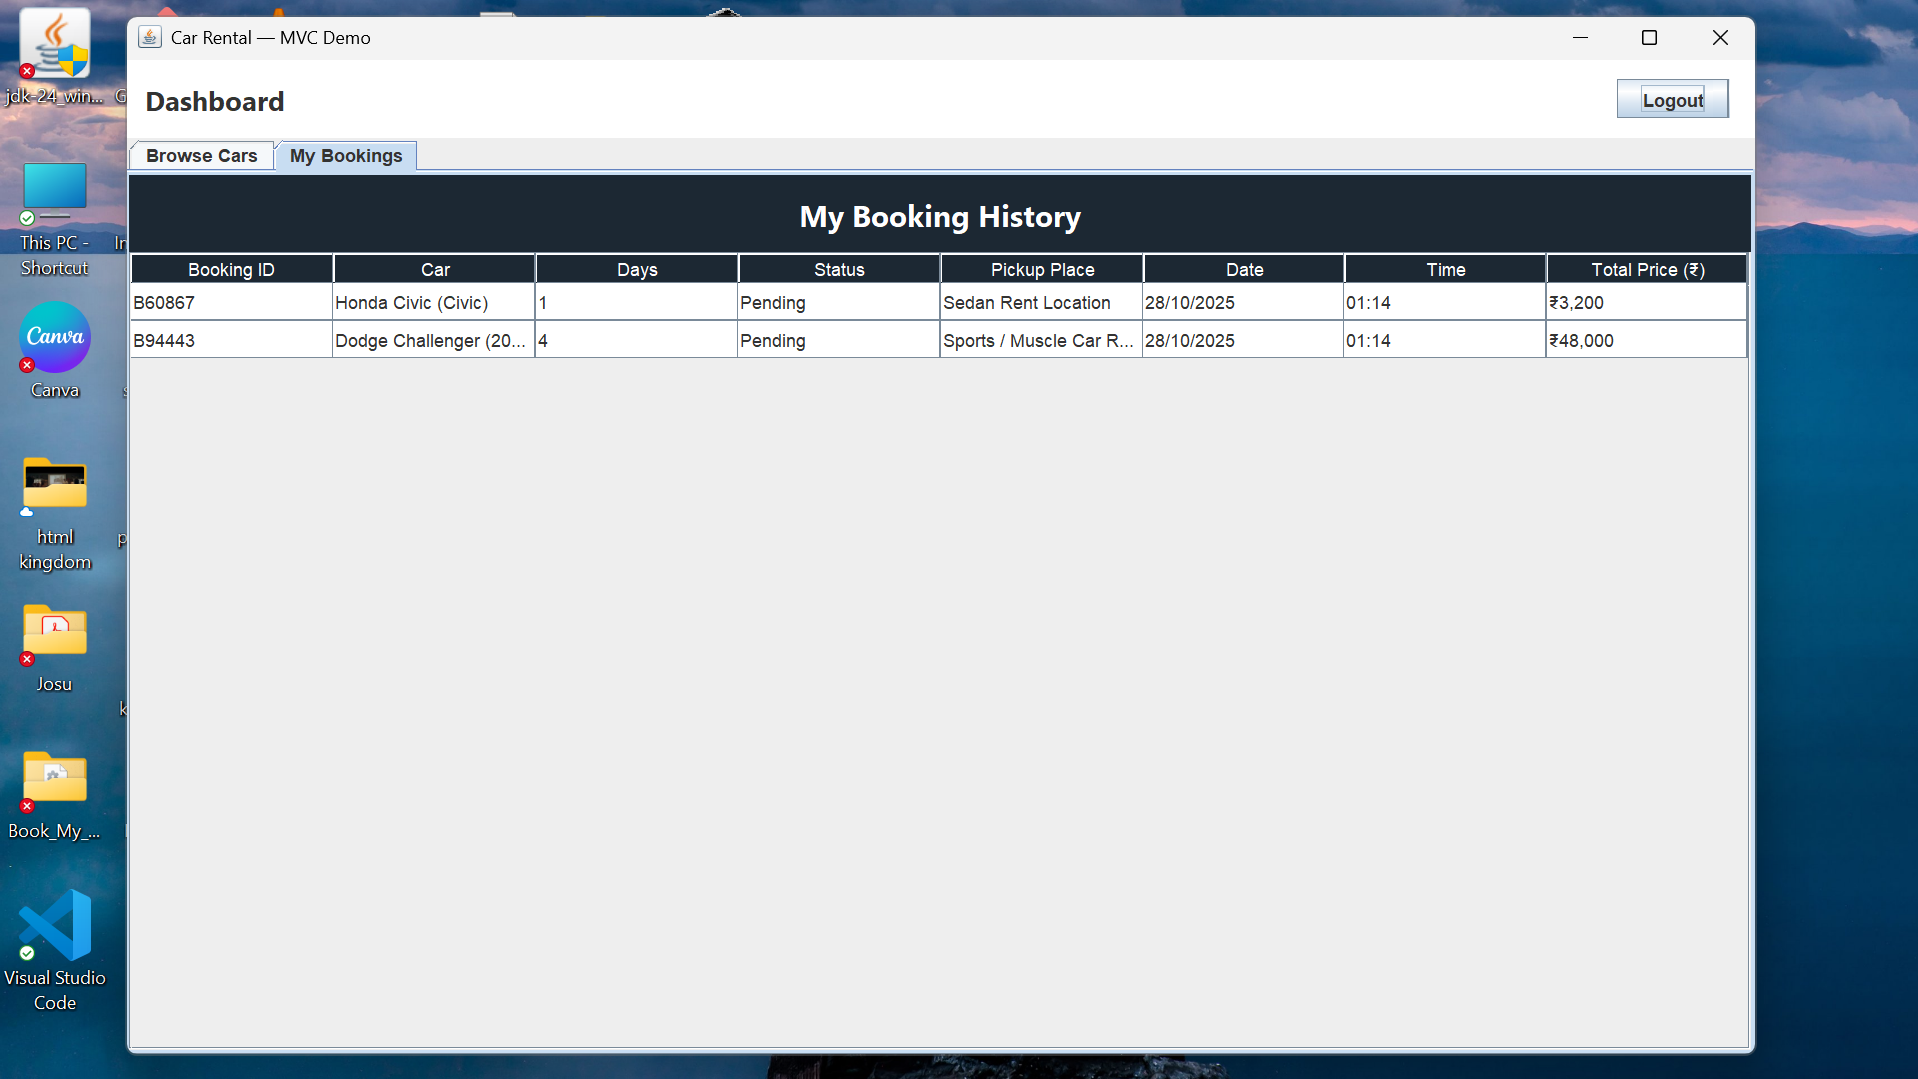 Car Rental — MVC Demo
Dashboard
Logout
Browse Cars
My Bookings
My Booking History
Booking ID Car Days Status Pickup Place Date Time Total Price (₹)
B60867 Honda Civic (Civic) 1 Pending Sedan Rent Location 28/10/2025 01:14 ₹3,200
B94443 Dodge Challenger (20... 4 Pending Sports / Muscle Car R... 28/10/2025 01:14 ₹48,000
jdk-24_win...
This PC -
Shortcut
Canva
Canva
html
kingdom
Josu
Book_My_...
Visual Studio
Code